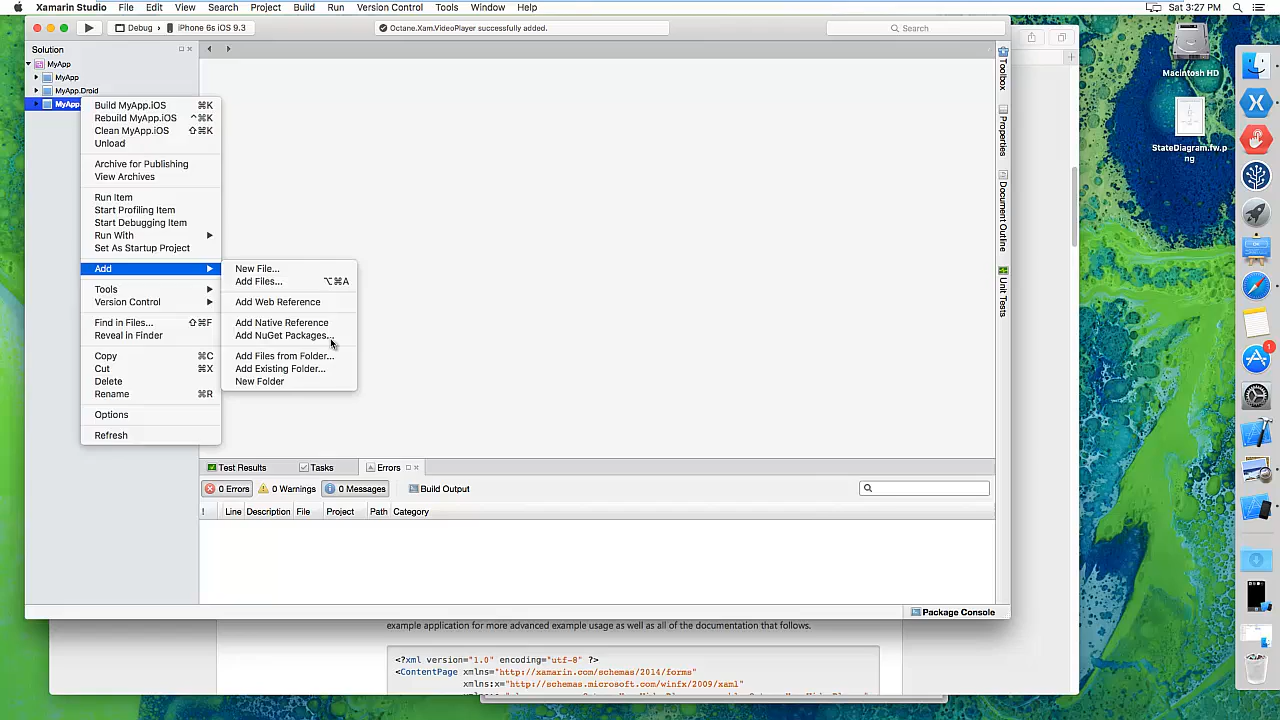 Xamarin Studio File Edit View Search Project Build Run Version Control Tools Window Help Sat 3:27 PM
Debug iPhone 6s iOS 9.3 Octane.Xam.VideoPlayer successfully added. Search
Solution
MyApp
MyApp
MyApp.Droid
MyApp.
Build MyApp.iOS ⌘K
Rebuild MyApp.iOS ^⌘K
Clean MyApp.iOS ⇧⌘K
Unload
Archive for Publishing
View Archives
Run Item
Start Profiling Item
Start Debugging Item
Run With
Set As Startup Project
Add
Tools
Version Control
Find in Files... ⇧⌘F
Reveal in Finder
Copy ⌘C
Cut ⌘X
Delete
Rename ⌘R
Options
Refresh
New File...
Add Files... ⌥⌘A
Add Web Reference
Add Native Reference
Add NuGet Packages...
Add Files from Folder...
Add Existing Folder...
New Folder
Toolbox
Properties
Document Outline
Unit Tests
Macintosh HD
StateDiagram.fw.p
ng
1
Test Results Tasks Errors
0 Errors 0 Warnings 0 Messages Build Output
! Line Description File Project Path Category
Package Console
example application for more advanced example usage as well as all of the documentation that follows.
<?xml version="1.0" encoding="utf-8" ?>
<ContentPage xmlns="http://xamarin.com/schemas/2014/forms"
xmlns:x="http://schemas.microsoft.com/winfx/2009/xaml"